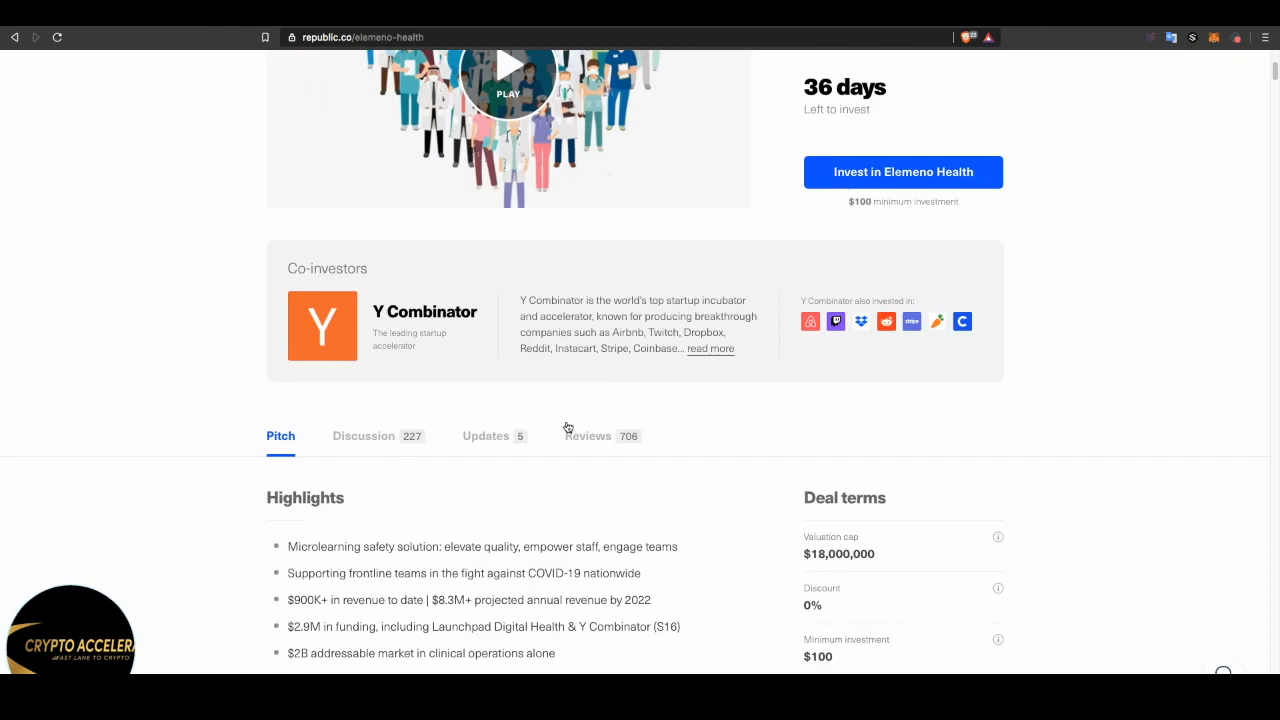 republic.co/elemeno-health
22
PLAY
36 days
Left to invest
Invest in Elemeno Health
$100 minimum investment
Co-investors
Y
Y Combinator
The leading startup
accelerator
Y Combinator is the world's top startup incubator
and accelerator, known for producing breakthrough
companies such as Airbnb, Twitch, Dropbox,
Reddit, Instacart, Stripe, Coinbase... read more
Y Combinator also invested in:
stripe
C
Pitch
Discussion 227
Updates 5
Reviews 706
Highlights
Microlearning safety solution: elevate quality, empower staff, engage teams
Supporting frontline teams in the fight against COVID-19 nationwide
$900K+ in revenue to date | $8.3M+ projected annual revenue by 2022
$2.9M in funding, including Launchpad Digital Health & Y Combinator (S16)
$2B addressable market in clinical operations alone
Deal terms
Valuation cap
$18,000,000
Discount
0%
Minimum investment
$100
CRYPTO ACCELERA
FAST LANE TO CRYPTO